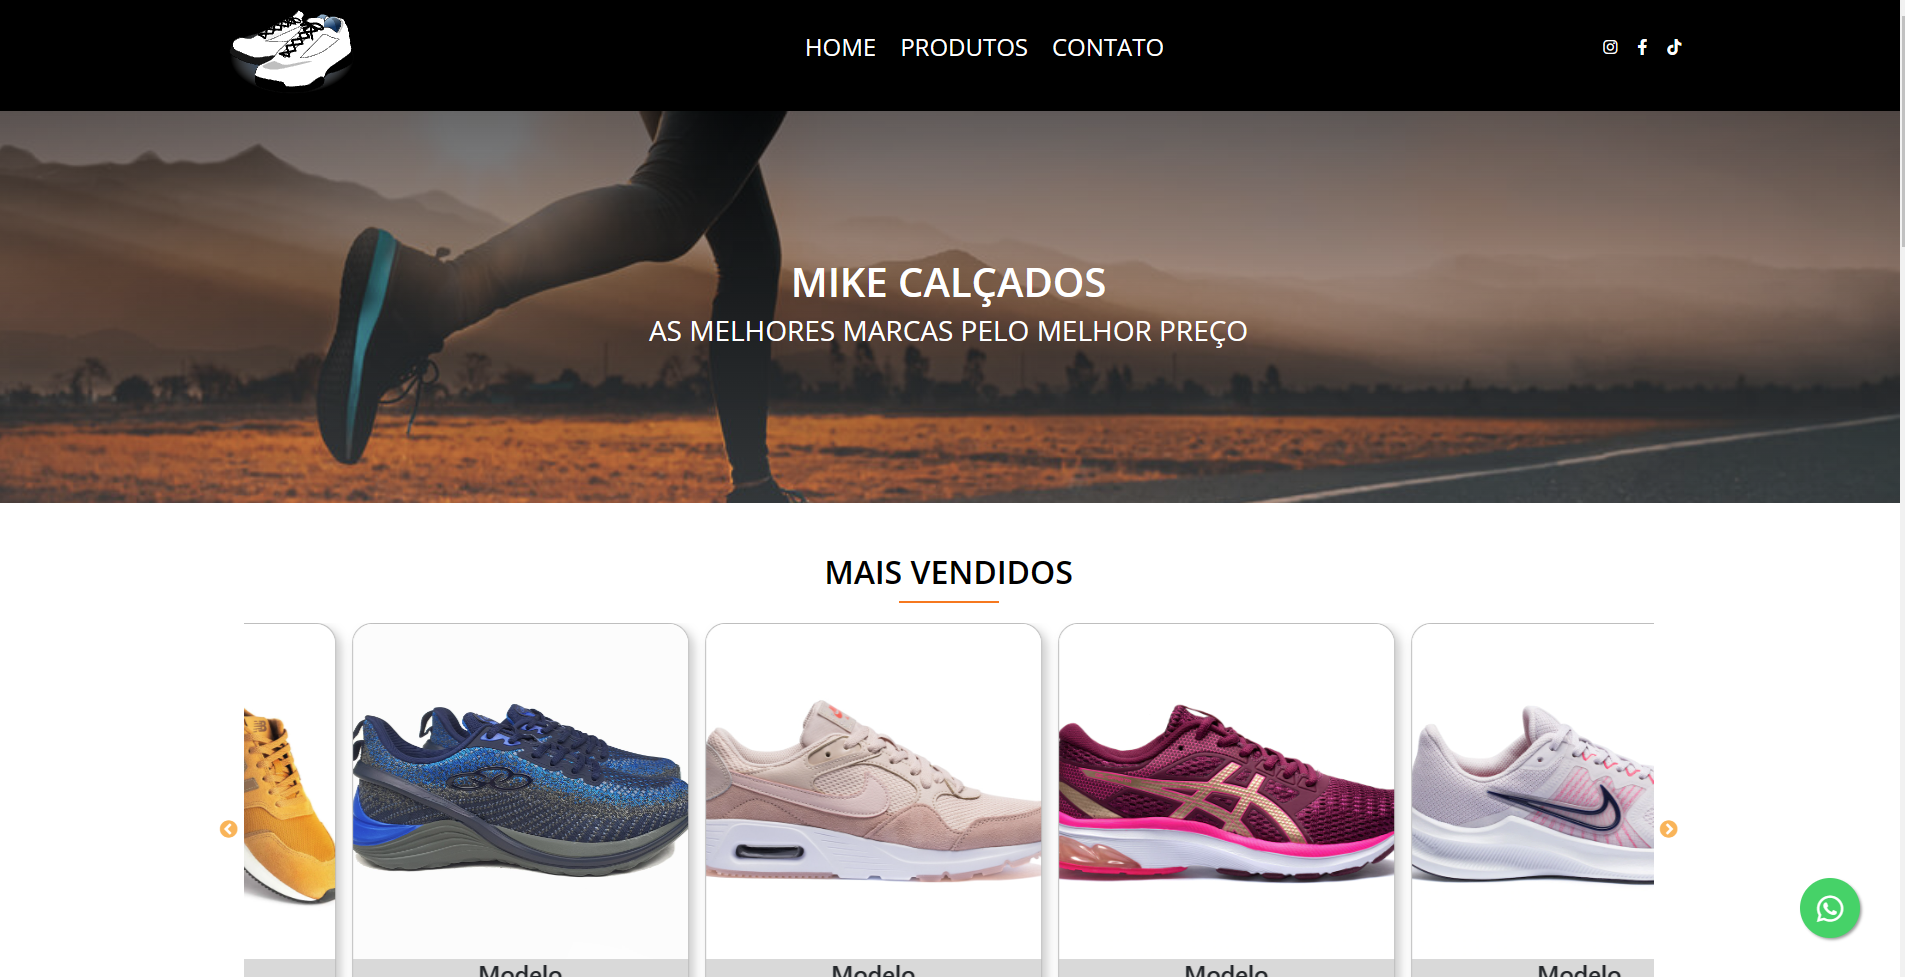 HOME PRODUTOS CONTATO
MIKE CALÇADOS
AS MELHORES MARCAS PELO MELHOR PREÇO
MAIS VENDIDOS
Modelo Modelo Modelo Modelo